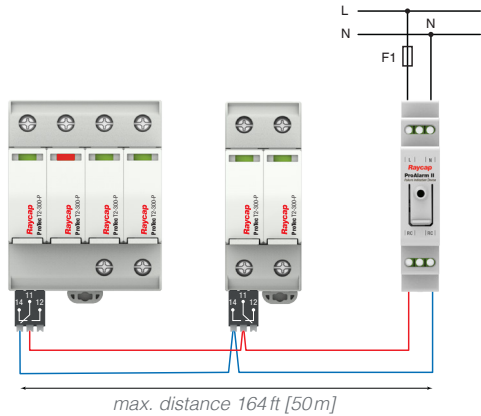 L
N
N
F1
Raycap
ProTec T2-300-P
Raycap
ProTec T2-300-P
Raycap
ProTec T2-300-P
Raycap
ProTec T2-300-P
Raycap
ProTec T2-300-P
Raycap
ProTec T2-300-P
L N
Raycap
ProAlarm II
RC RC
11
14 12
11
14 12
max. distance 164 ft [50 m]